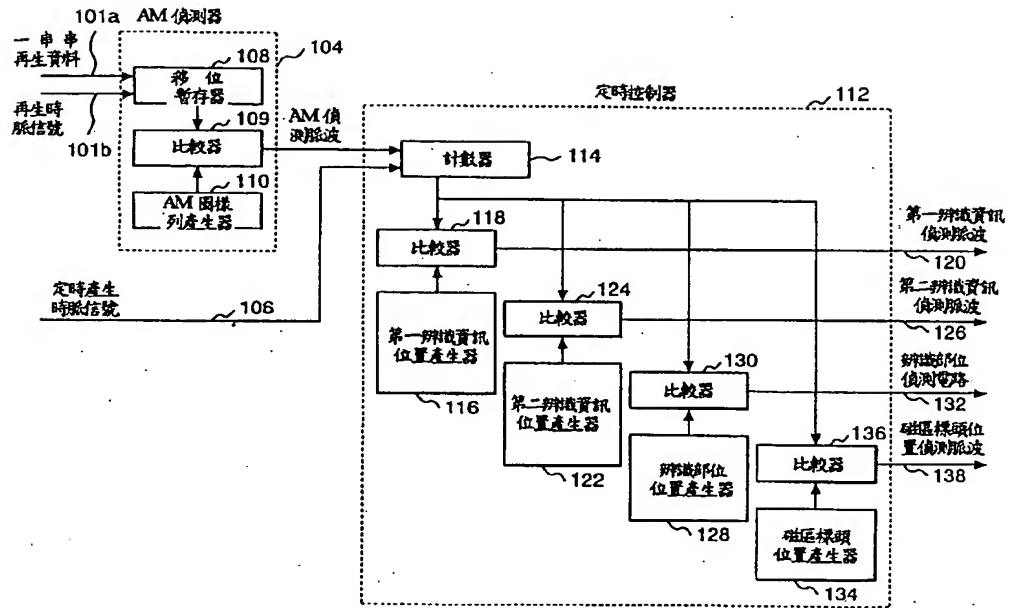 101a AM偵測器
一串串
再生資料
104
108
移位
暫存器
再生時
脈信號
101b
109
比較器
AM偵
測脈波
110
AM圖樣
列產生器
定時控制器
112
計數器
114
118
比較器
第一辨識資訊
偵測脈波
120
定時產生
時脈信號
106
124
比較器
第二辨識資訊
偵測脈波
126
第一辨識資訊
位置產生器
116
130
比較器
辨識部位
偵測電路
132
第二辨識資訊
位置產生器
122
136
比較器
磁區標頭位
置偵測脈波
138
辨識部位
位置產生器
128
磁區標頭
位置產生器
134